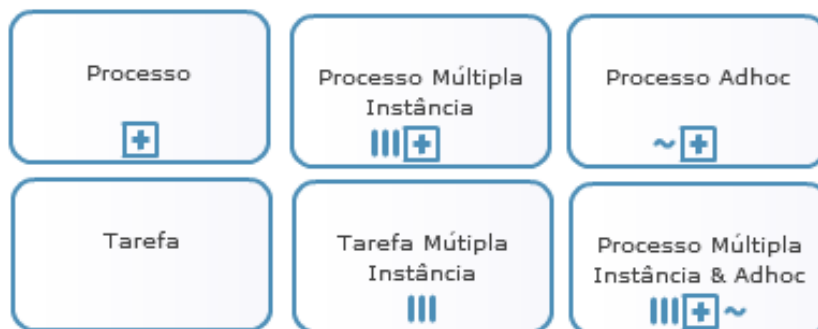 Processo
Processo Múltipla
Instância
Processo Adhoc
Tarefa
Tarefa Mútipla
Instância
Processo Múltipla
Instância & Adhoc